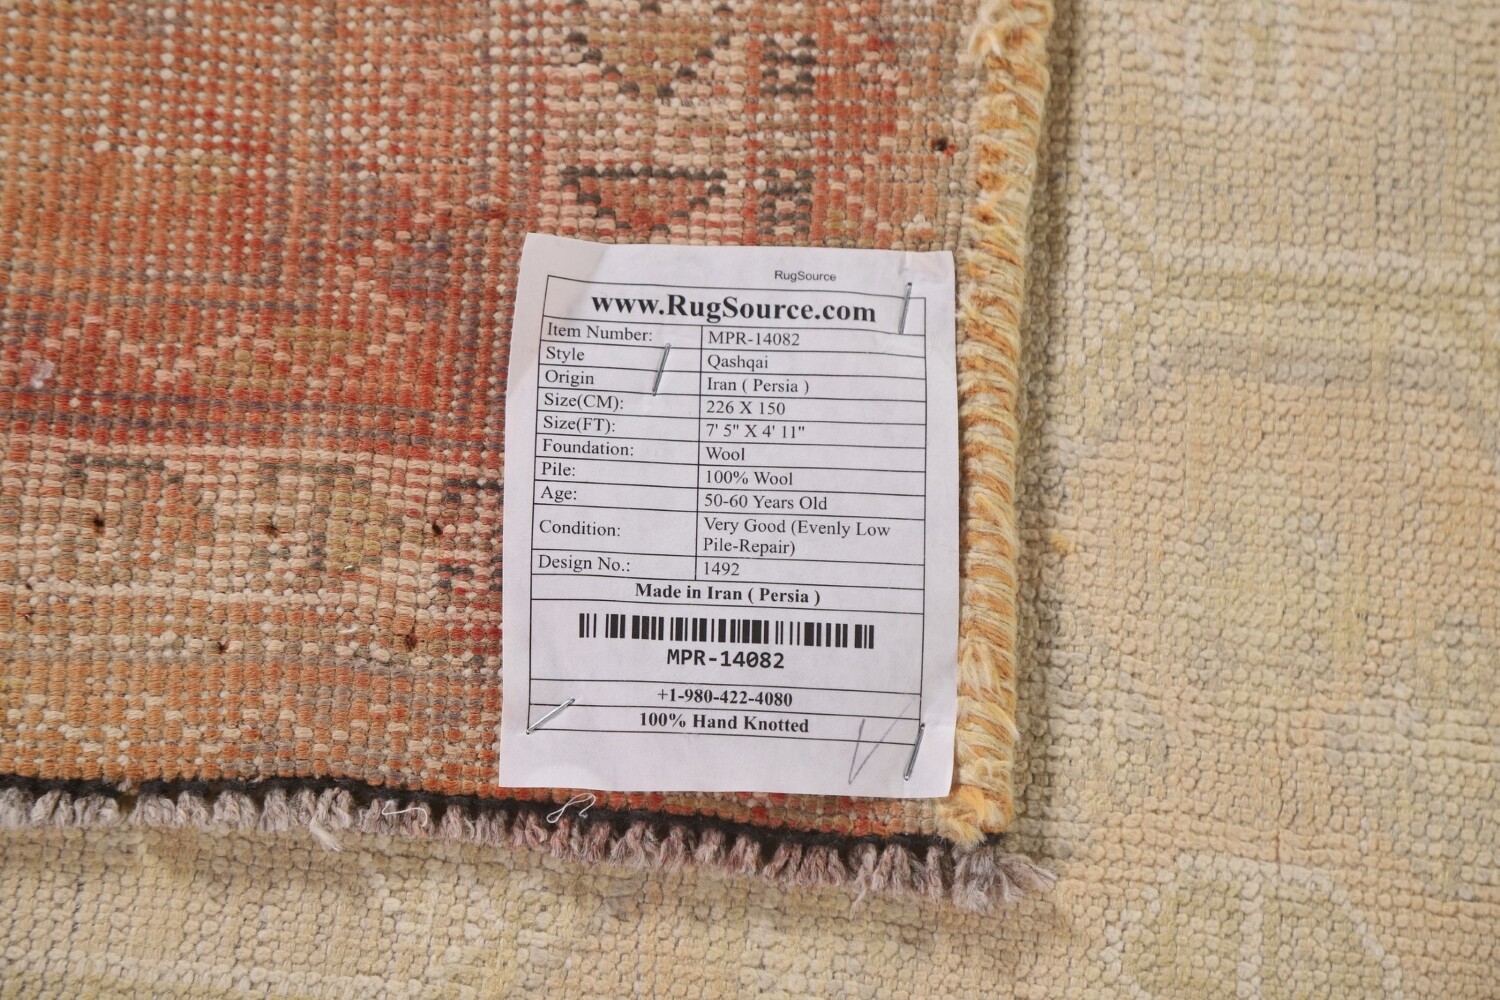 RugSource
www.RugSource.com
Item Number: MPR-14082
Style Qashqai
Origin Iran ( Persia )
Size(CM): 226 X 150
Size(FT): 7' 5" X 4' 11"
Foundation: Wool
Pile: 100% Wool
Age: 50-60 Years Old
Condition: Very Good (Evenly Low
Pile-Repair)
Design No.: 1492
Made in Iran ( Persia )
MPR-14082
+1-980-422-4080
100% Hand Knotted